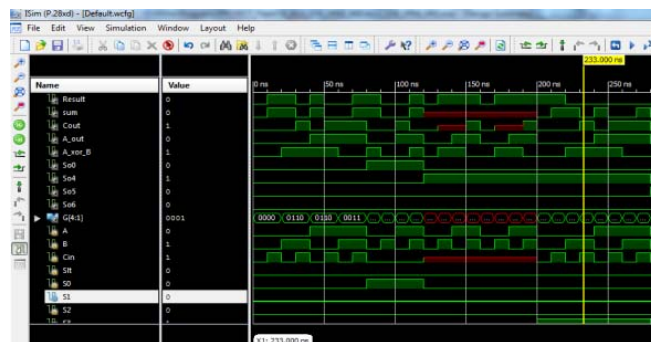 ISim (P.28xd) - [Default.wcfg]
File Edit View Simulation Window Layout Help
233.000 ns
Name Value 0 ns 50 ns 100 ns 150 ns 200 ns 250 ns
Result 0
sum 0
Cout 1
A_out 0
A_xor_B 1
So0 0
So4 1
So5 0
So6 0
G[4:1] 0001 0000 0110 0110 0011
A 0
B 1
Cin 1
Slt 0
S0 0
S1 0
S2 0
X1: 233.000 ns